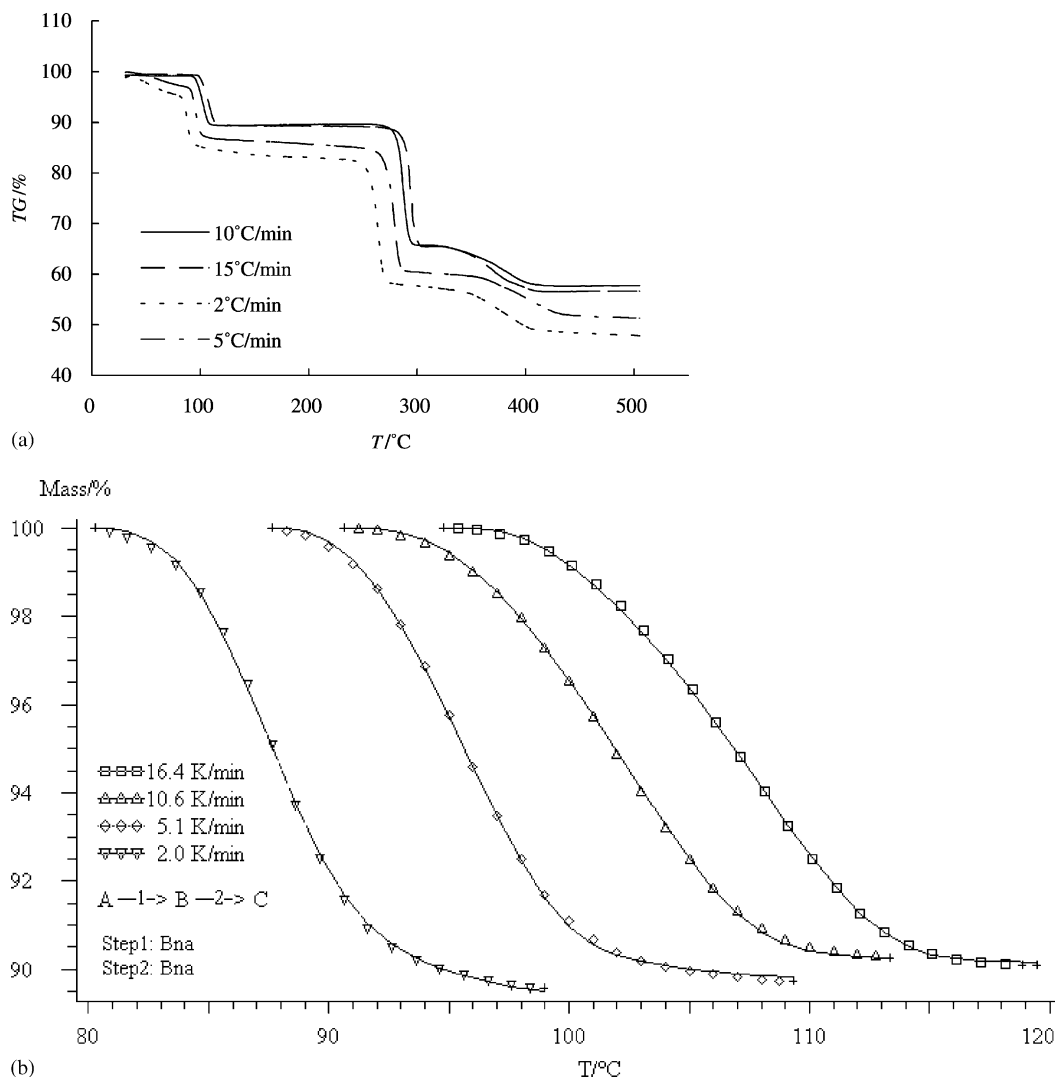 110
100
90
80
70
60
50
40
TG/%
10°C/min
15°C/min
2°C/min
5°C/min
0 100 200 300 400 500
T/°C
(a)
Mass/%
100
98
96
94
92
90
16.4 K/min
10.6 K/min
5.1 K/min
2.0 K/min
A —1-> B —2-> C
Step1: Bna
Step2: Bna
80 90 100 110 120
T/°C
(b)